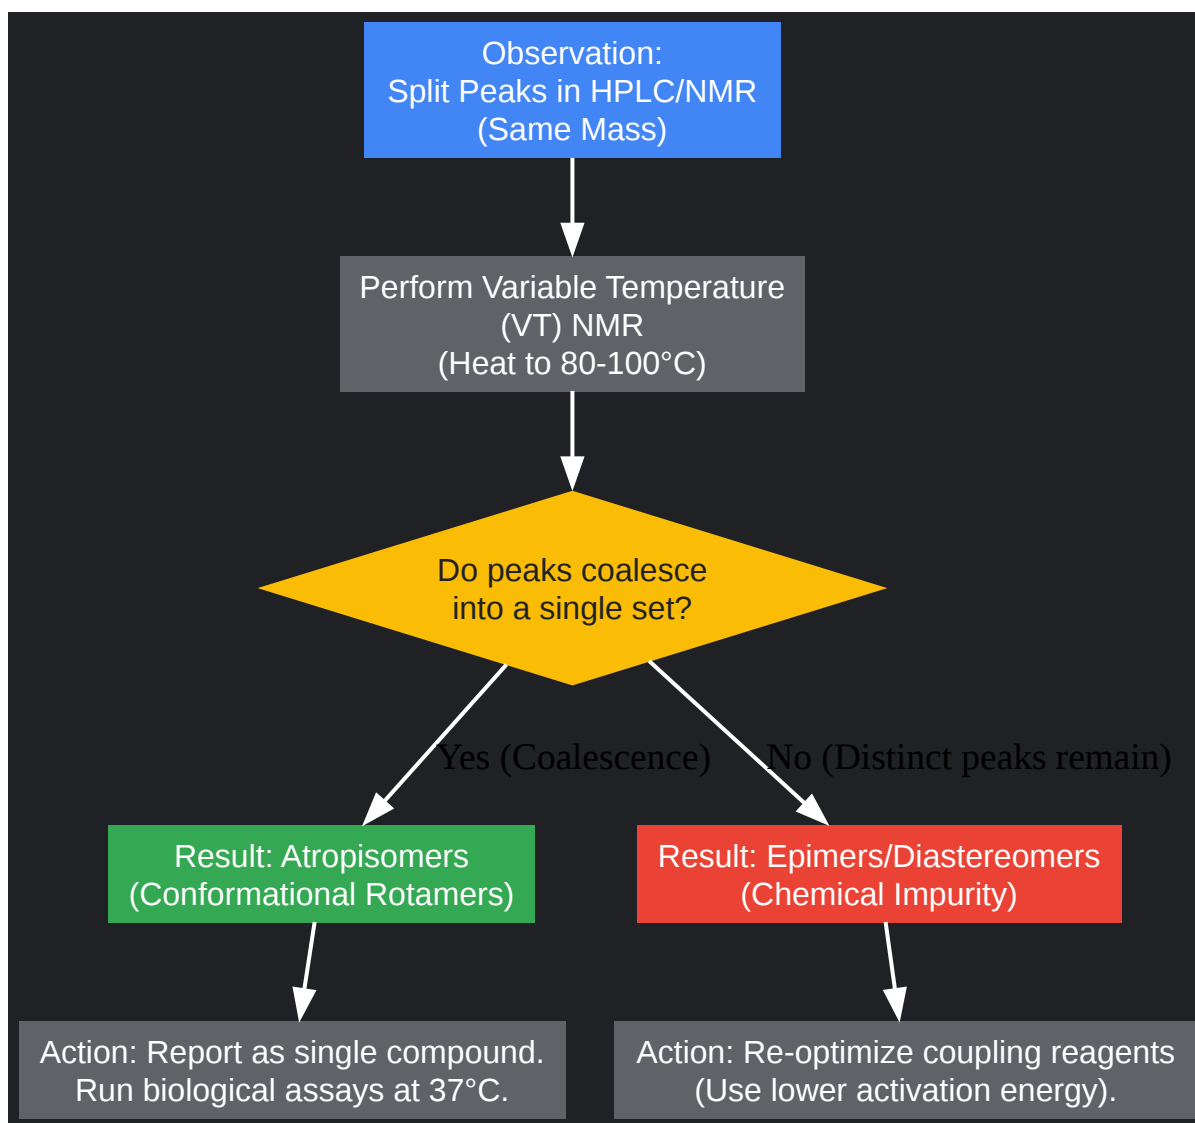 Observation:
Split Peaks in HPLC/NMR
(Same Mass)
Perform Variable Temperature
(VT) NMR
(Heat to 80-100°C)
Do peaks coalesce
into a single set?
Yes (Coalescence)
No (Distinct peaks remain)
Result: Atropisomers
(Conformational Rotamers)
Result: Epimers/Diastereomers
(Chemical Impurity)
Action: Report as single compound.
Run biological assays at 37°C.
Action: Re-optimize coupling reagents
(Use lower activation energy).